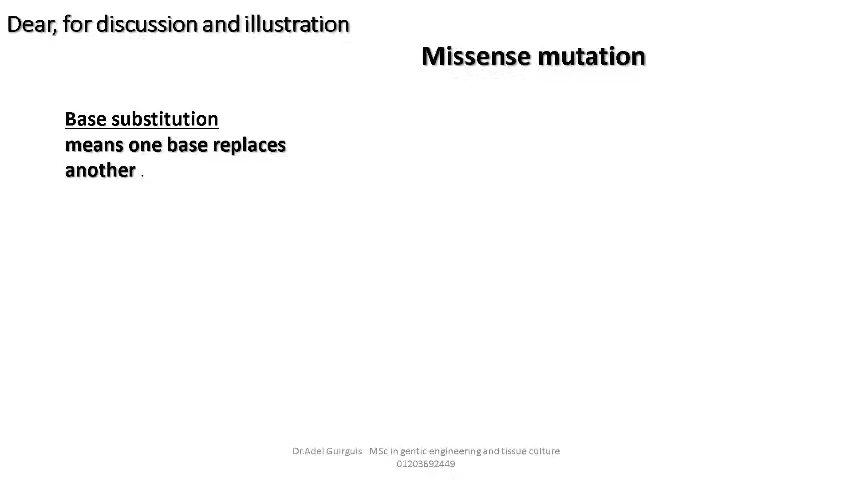 Dear, for discussion and illustration
Missense mutation
Base substitution
means one base replaces
another .
Dr.Adel Guirguis MSc in gentic engineering and tissue culture
01203692449